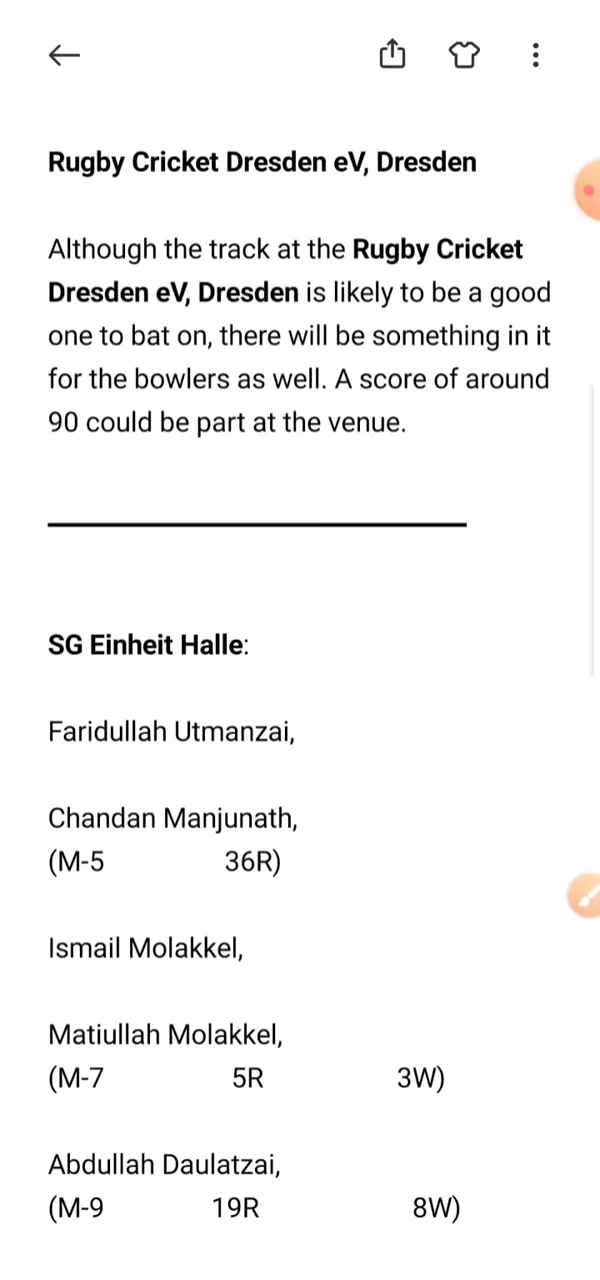 Rugby Cricket Dresden eV, Dresden
Although the track at the Rugby Cricket
Dresden eV, Dresden is likely to be a good
one to bat on, there will be something in it
for the bowlers as well. A score of around
90 could be part at the venue.
SG Einheit Halle:
Faridullah Utmanzai,
Chandan Manjunath,
(M-5 36R)
Ismail Molakkel,
Matiullah Molakkel,
(M-7 5R 3W)
Abdullah Daulatzai,
(M-9 19R 8W)